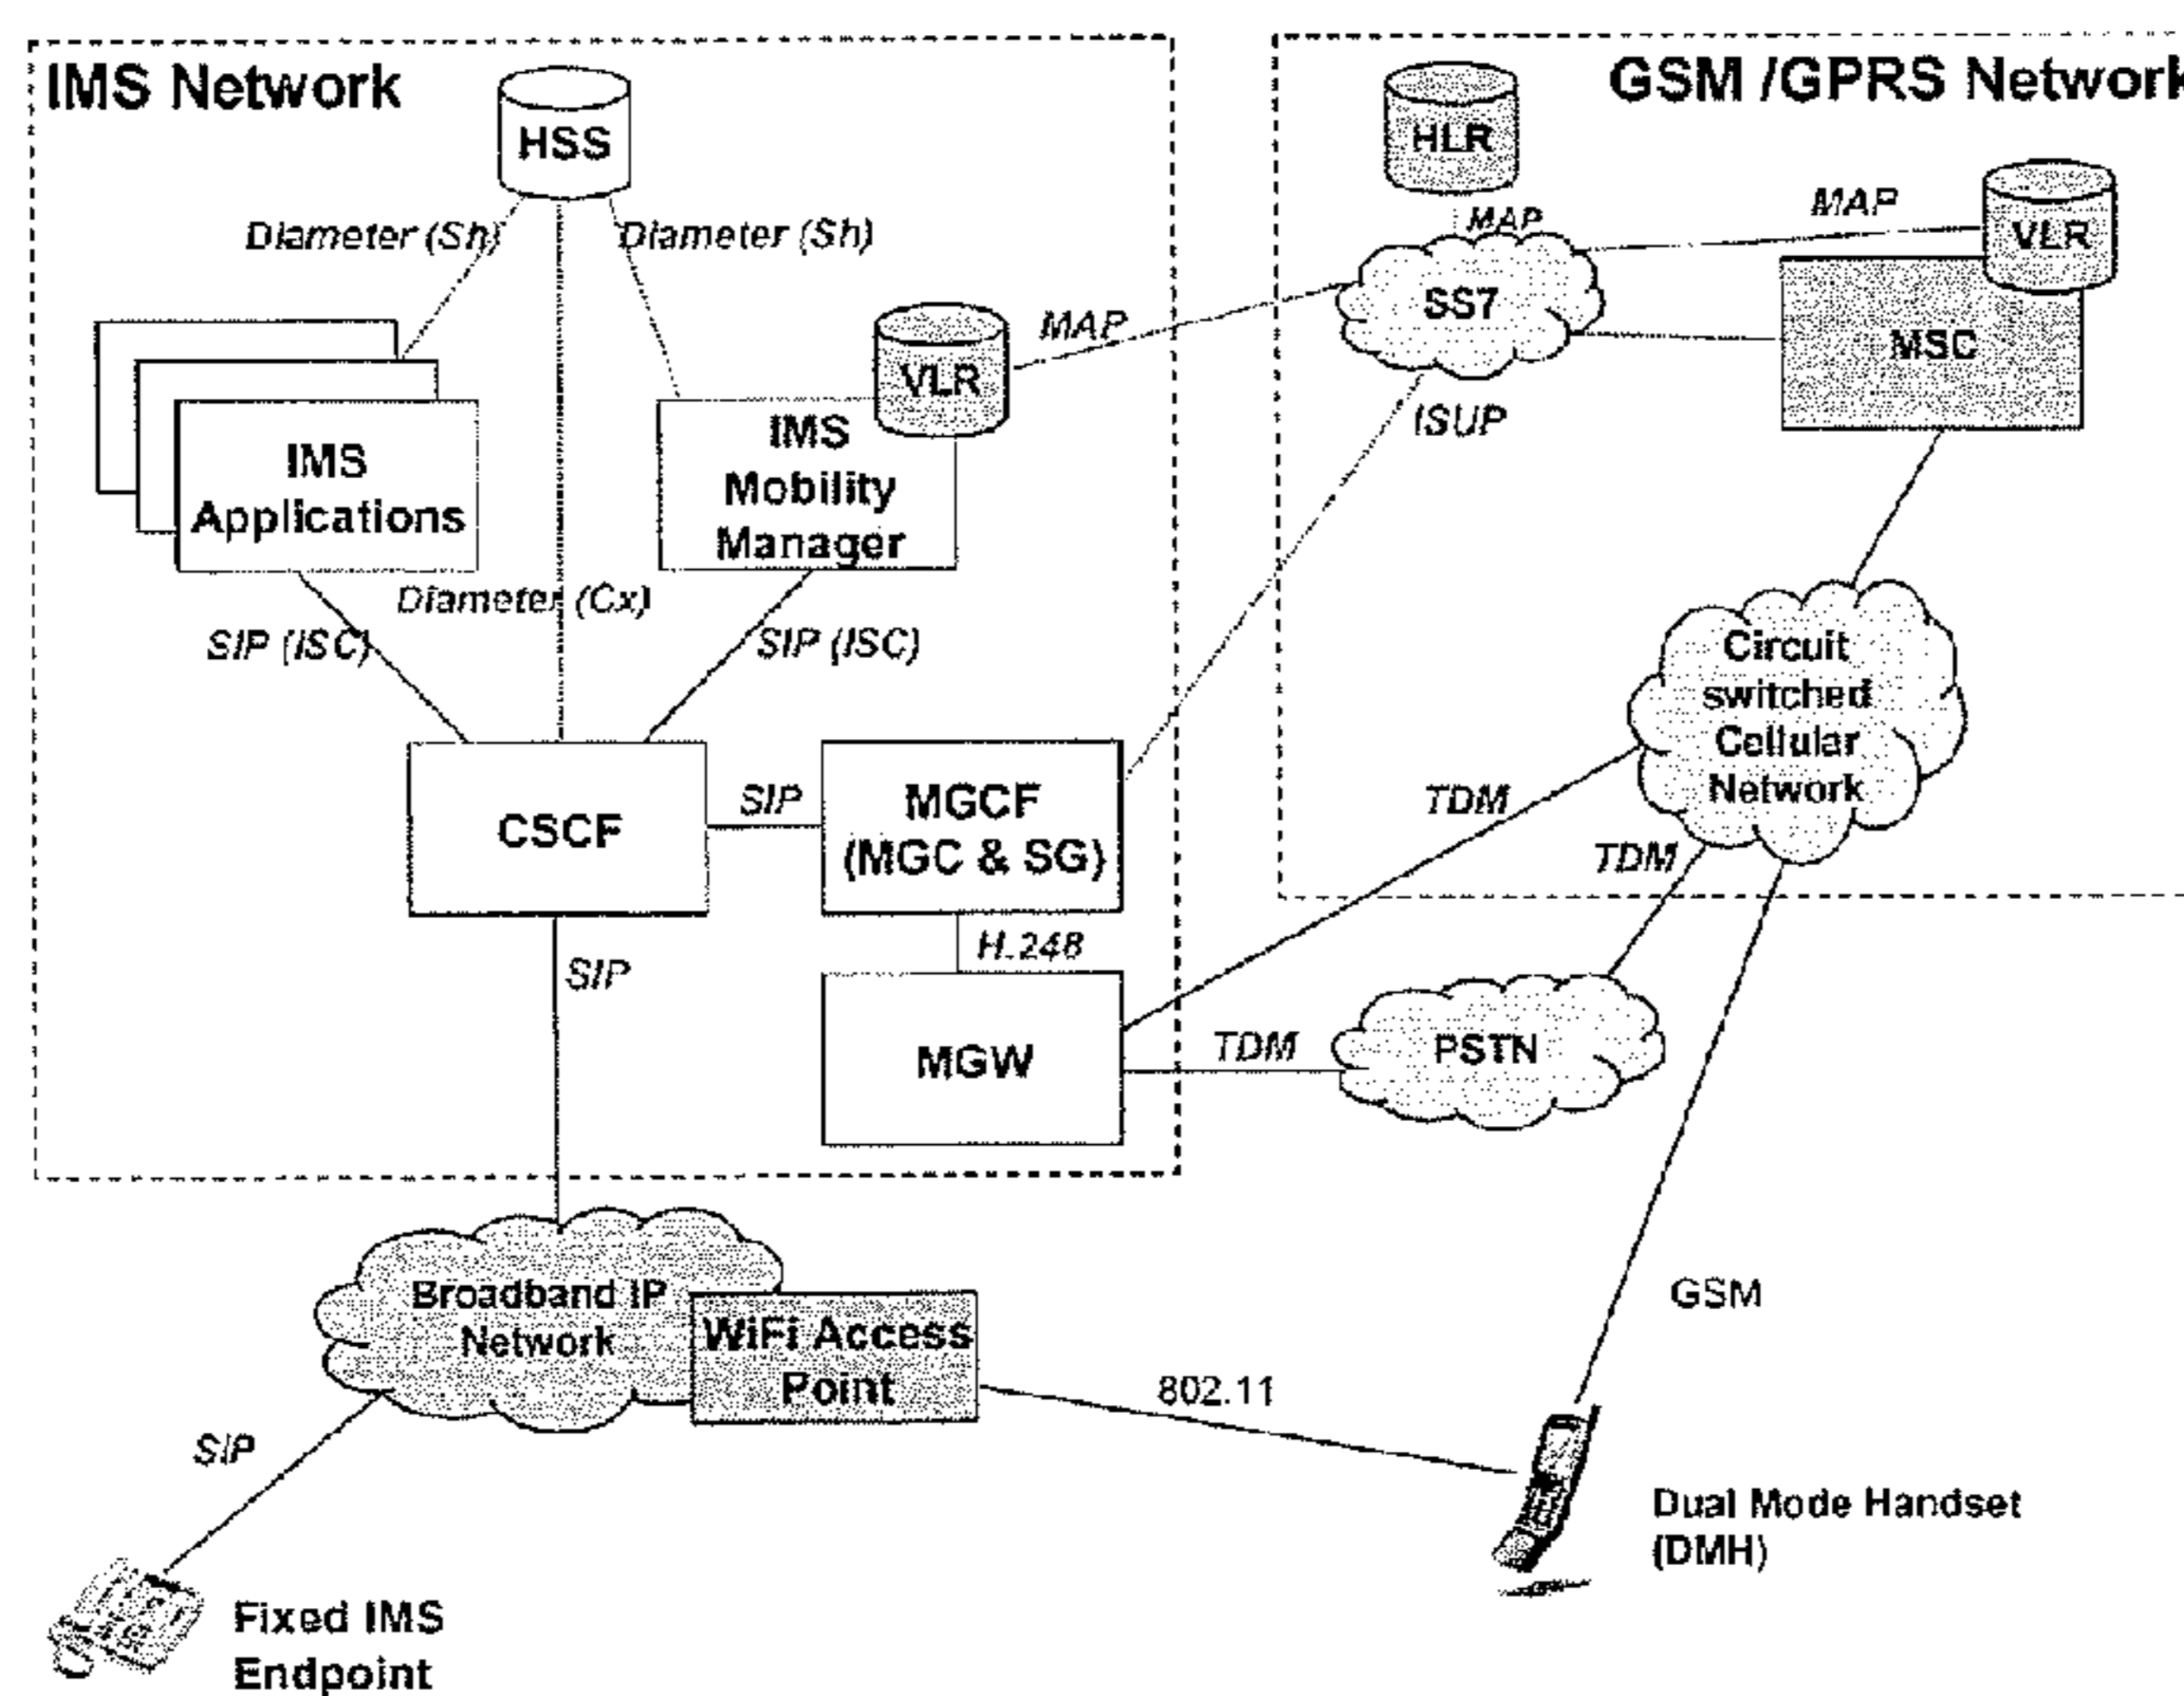 IMS Network
GSM /GPRS Network
HSS
HLR
Diameter (Sh)
Diameter (Sh)
MAP
MAP
VLR
SS7
MSC
MAP
VLR
ISUP
IMS
Applications
IMS
Mobility
Manager
Diameter (Cx)
SIP (ISC)
SIP (ISC)
Circuit
switched
Cellular
Network
CSCF
SIP
MGCF
(MGC & SG)
TDM
TDM
H.248
SIP
MGW
TDM
PSTN
Broadband IP
Network
WiFi Access
Point
GSM
802.11
SIP
Dual Mode Handset
(DMH)
Fixed IMS
Endpoint